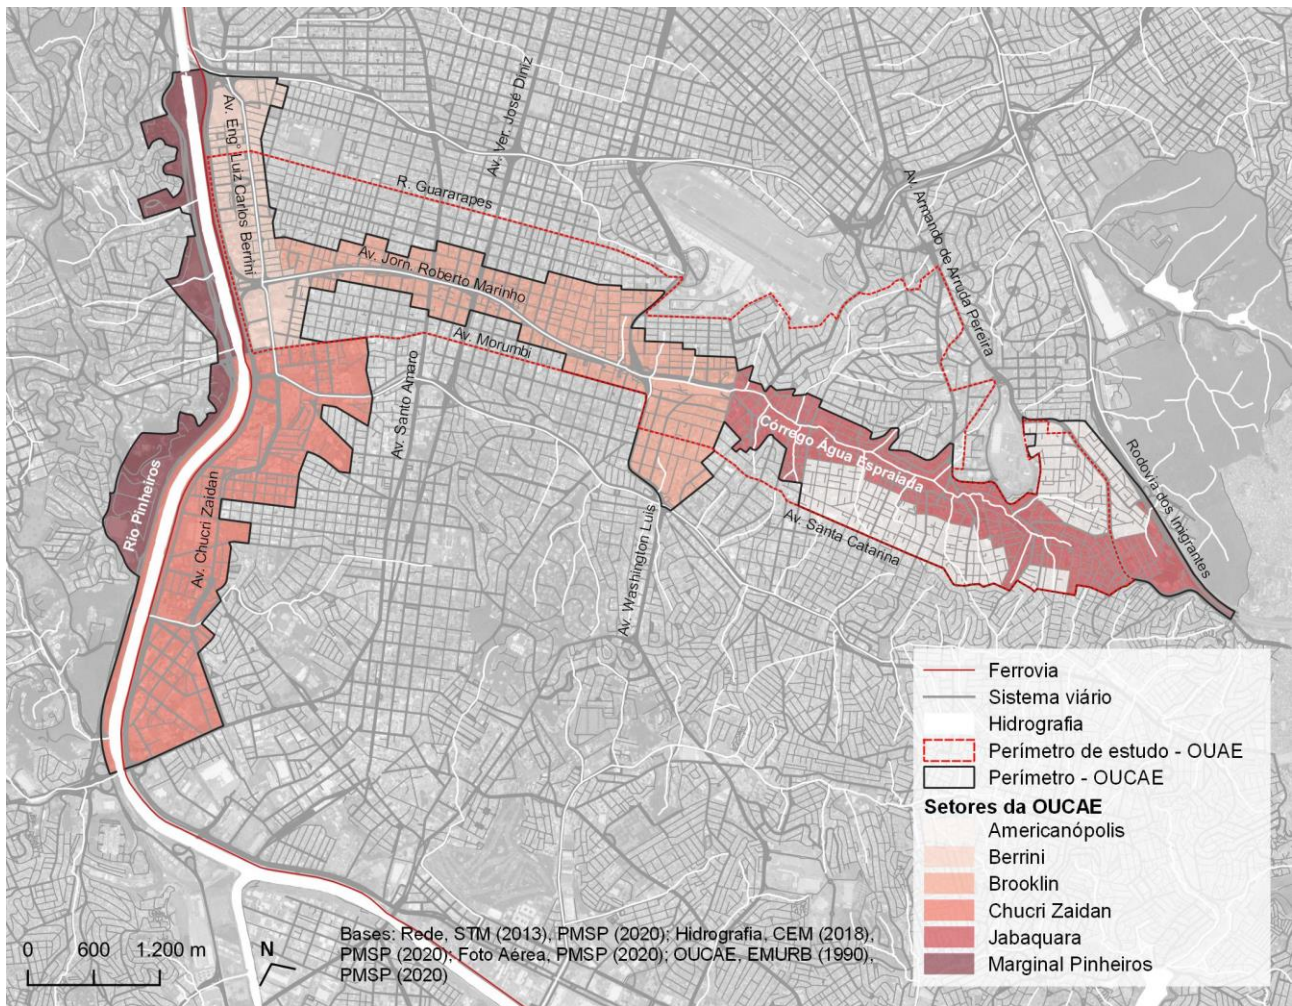 Av. Engº Luiz Carlos Berrini
Av. Ver. José Diniz
R. Guararapes
Av. Armando de Arruda Pereira
Av. Jorn. Roberto Marinho
Av. Morumbi
Av. Santo Amaro
Córrego Água Espraiada
Rodovia dos Imigrantes
Rio Pinheiros
Av. Chucri Zaidan
Av. Santa Catarina
Av. Washington Luís
Ferrovia
Sistema viário
Hidrografia
Perímetro de estudo - OUAE
Perímetro - OUCAE
Setores da OUCAE
Americanópolis
Berrini
Brooklin
Chucri Zaidan
Jabaquara
Marginal Pinheiros
0 600 1.200 m
N
Bases: Rede, STM (2013), PMSP (2020); Hidrografia, CEM (2018),
PMSP (2020); Foto Aérea, PMSP (2020); OUCAE, EMURB (1990),
PMSP (2020)